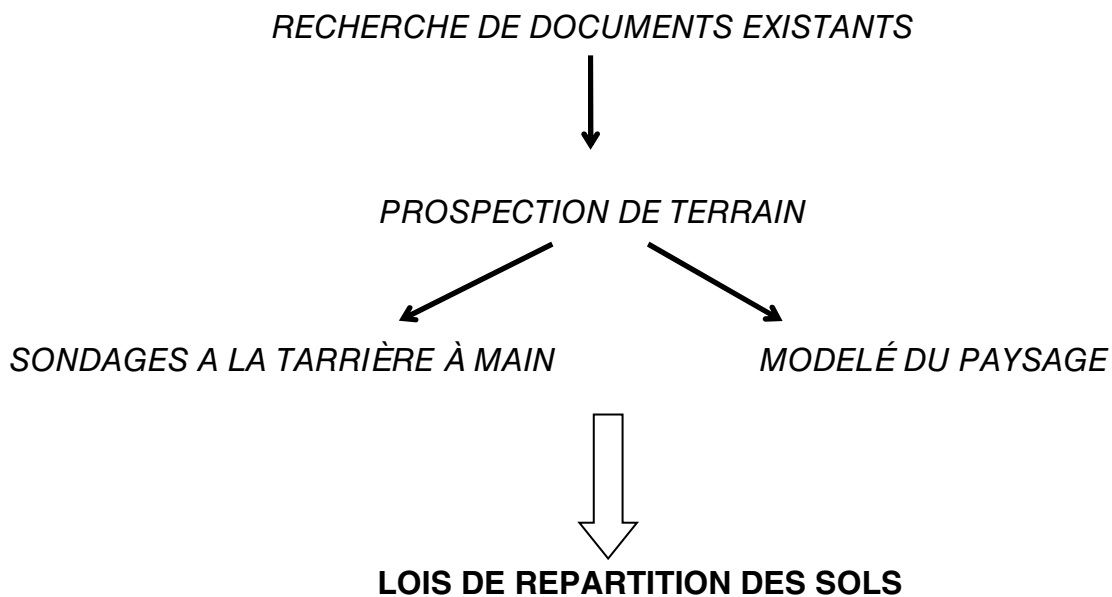 RECHERCHE DE DOCUMENTS EXISTANTS
PROSPECTION DE TERRAIN
SONDAGES A LA TARRIÈRE À MAIN
MODELÉ DU PAYSAGE
LOIS DE REPARTITION DES SOLS